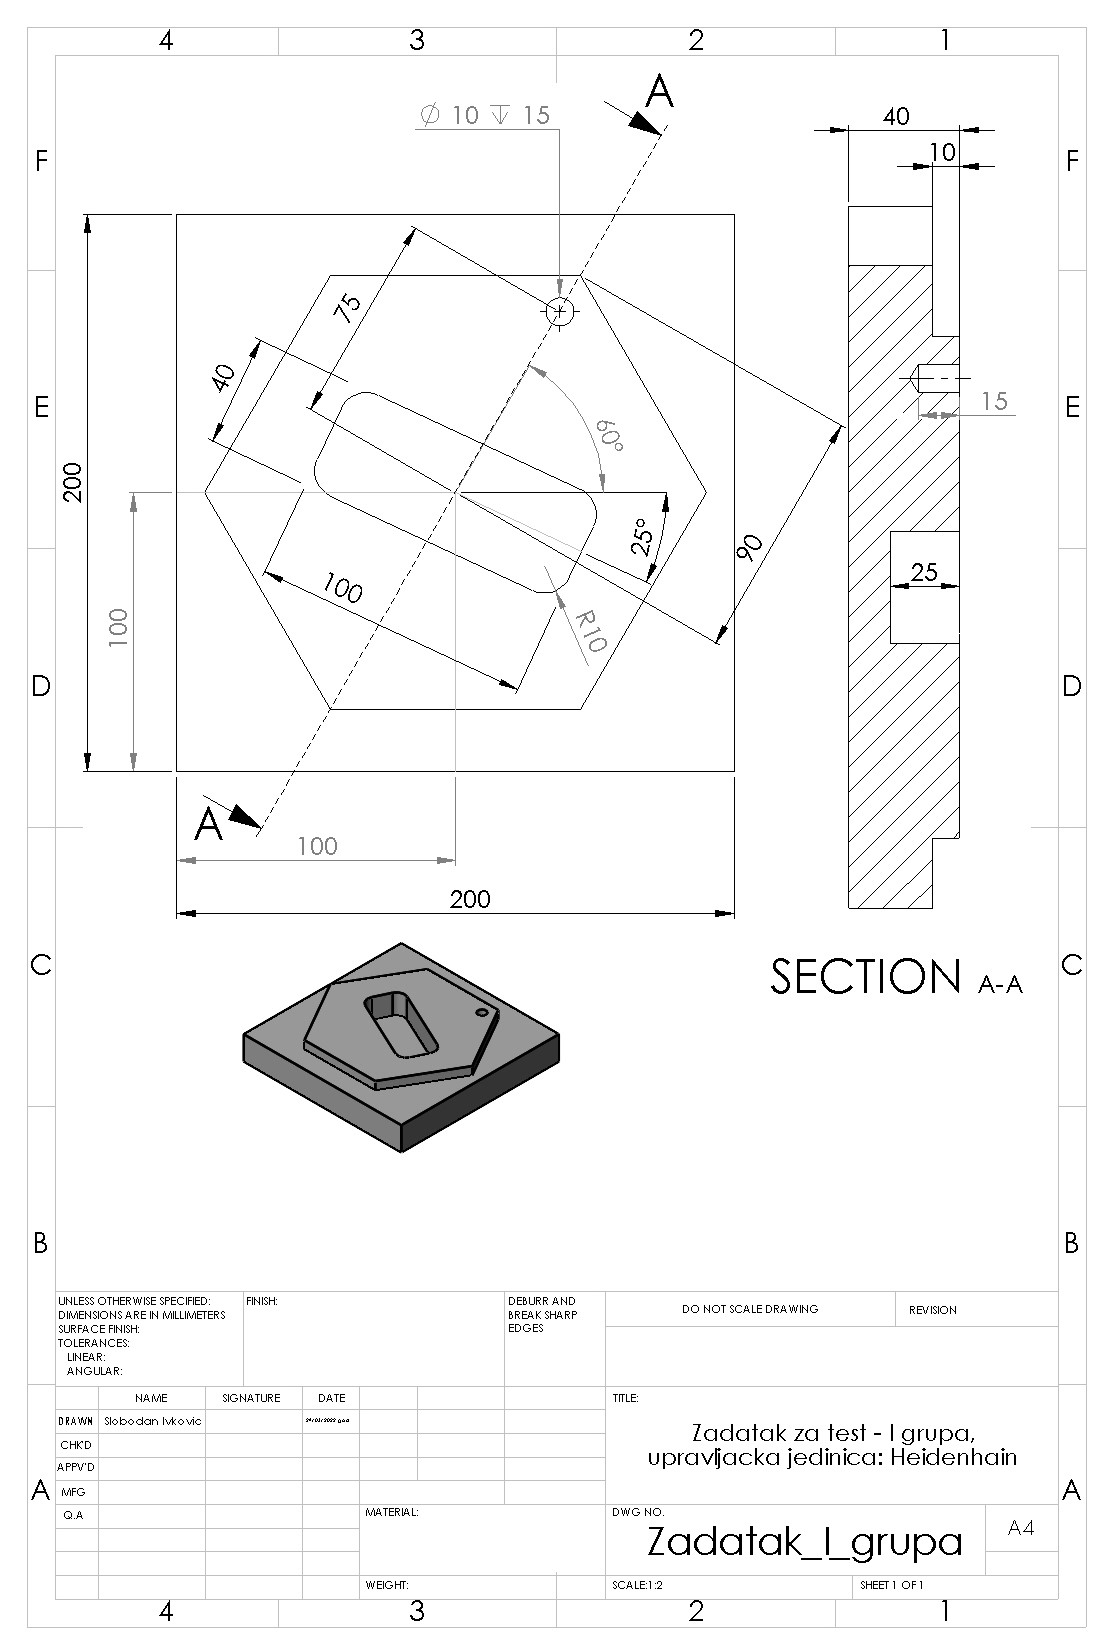 4 3 2 1
F F
E E
D D
C C
B B
A A
⌀ 10 ↧ 15
A
40
10
75
40
60°
15
200
25°
90
25
100
100
R10
A
100
200
SECTION A-A
UNLESS OTHERWISE SPECIFIED:
DIMENSIONS ARE IN MILLIMETERS
SURFACE FINISH:
TOLERANCES:
LINEAR:
ANGULAR:
FINISH:
DEBURR AND
BREAK SHARP
EDGES
DO NOT SCALE DRAWING
REVISION
NAME SIGNATURE DATE
DRAWN Slobodan Ivkovic
CHK'D
APPV'D
MFG
Q.A
TITLE:
Zadatak za test - I grupa,
upravljacka jedinica: Heidenhain
MATERIAL:
DWG NO.
Zadatak_I_grupa
A4
WEIGHT:
SCALE:1:2
SHEET 1 OF 1
4 3 2 1